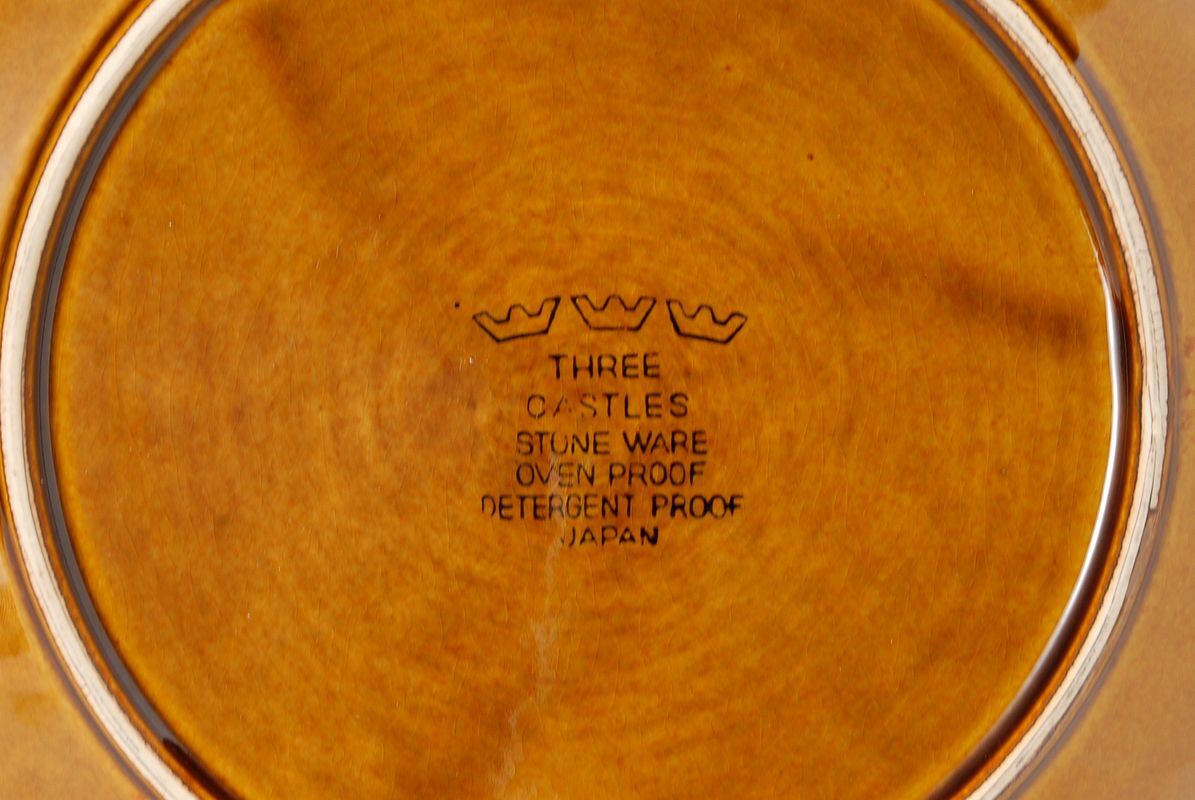 THREE
CASTLES
STONE WARE
OVEN PROOF
DETERGENT PROOF
JAPAN